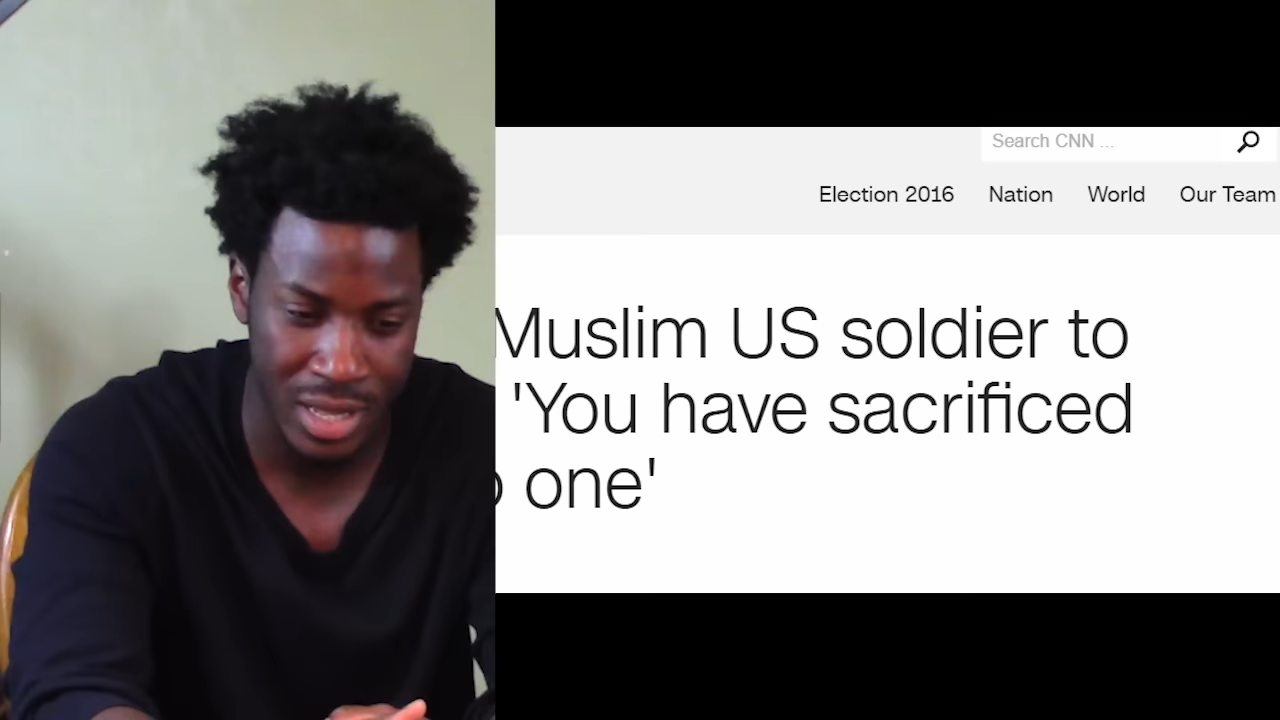 Search CNN ...
Election 2016 Nation World Our Team
Muslim US soldier to
'You have sacrificed
one'